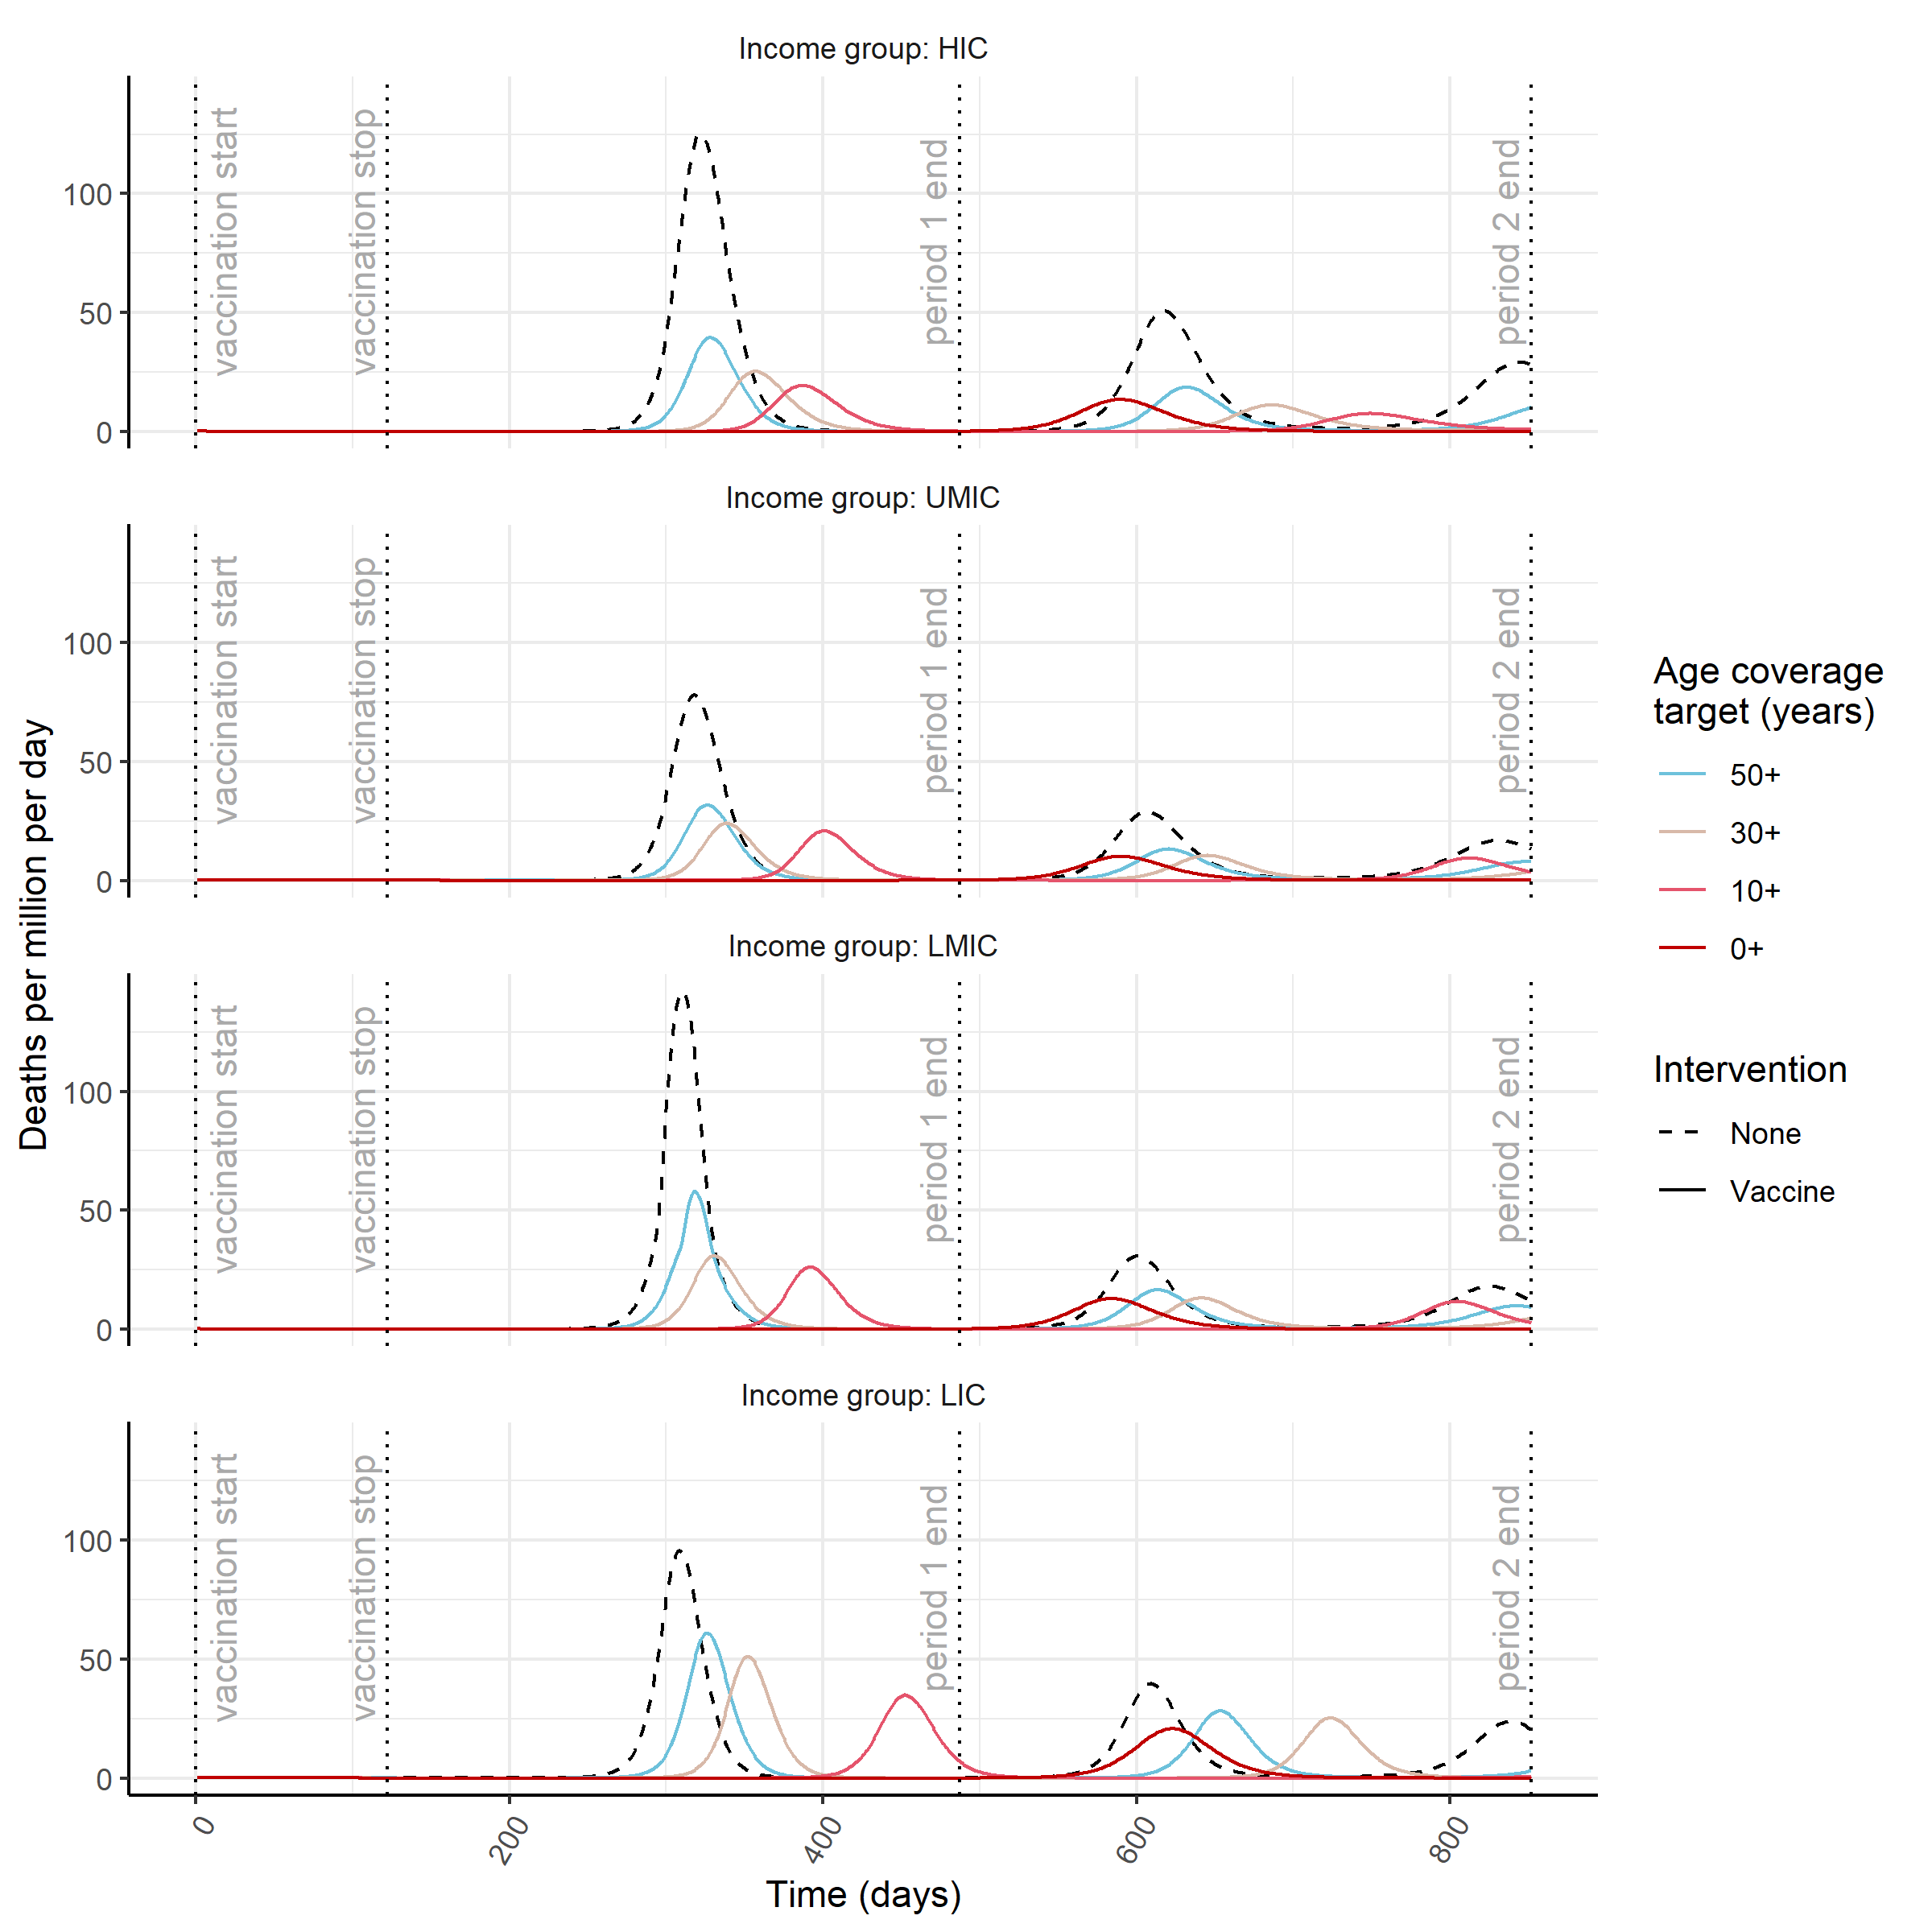 Income group: HIC
vaccination start
vaccination stop
period 1 end
period 2 end
100
50
0
Income group: UMIC
vaccination start
vaccination stop
period 1 end
period 2 end
100
50
0
Income group: LMIC
vaccination start
vaccination stop
period 1 end
period 2 end
100
50
0
Income group: LIC
vaccination start
vaccination stop
period 1 end
period 2 end
100
50
0
0
200
400
600
800
Time (days)
Deaths per million per day
Age coverage
target (years)
50+
30+
10+
0+
Intervention
None
Vaccine